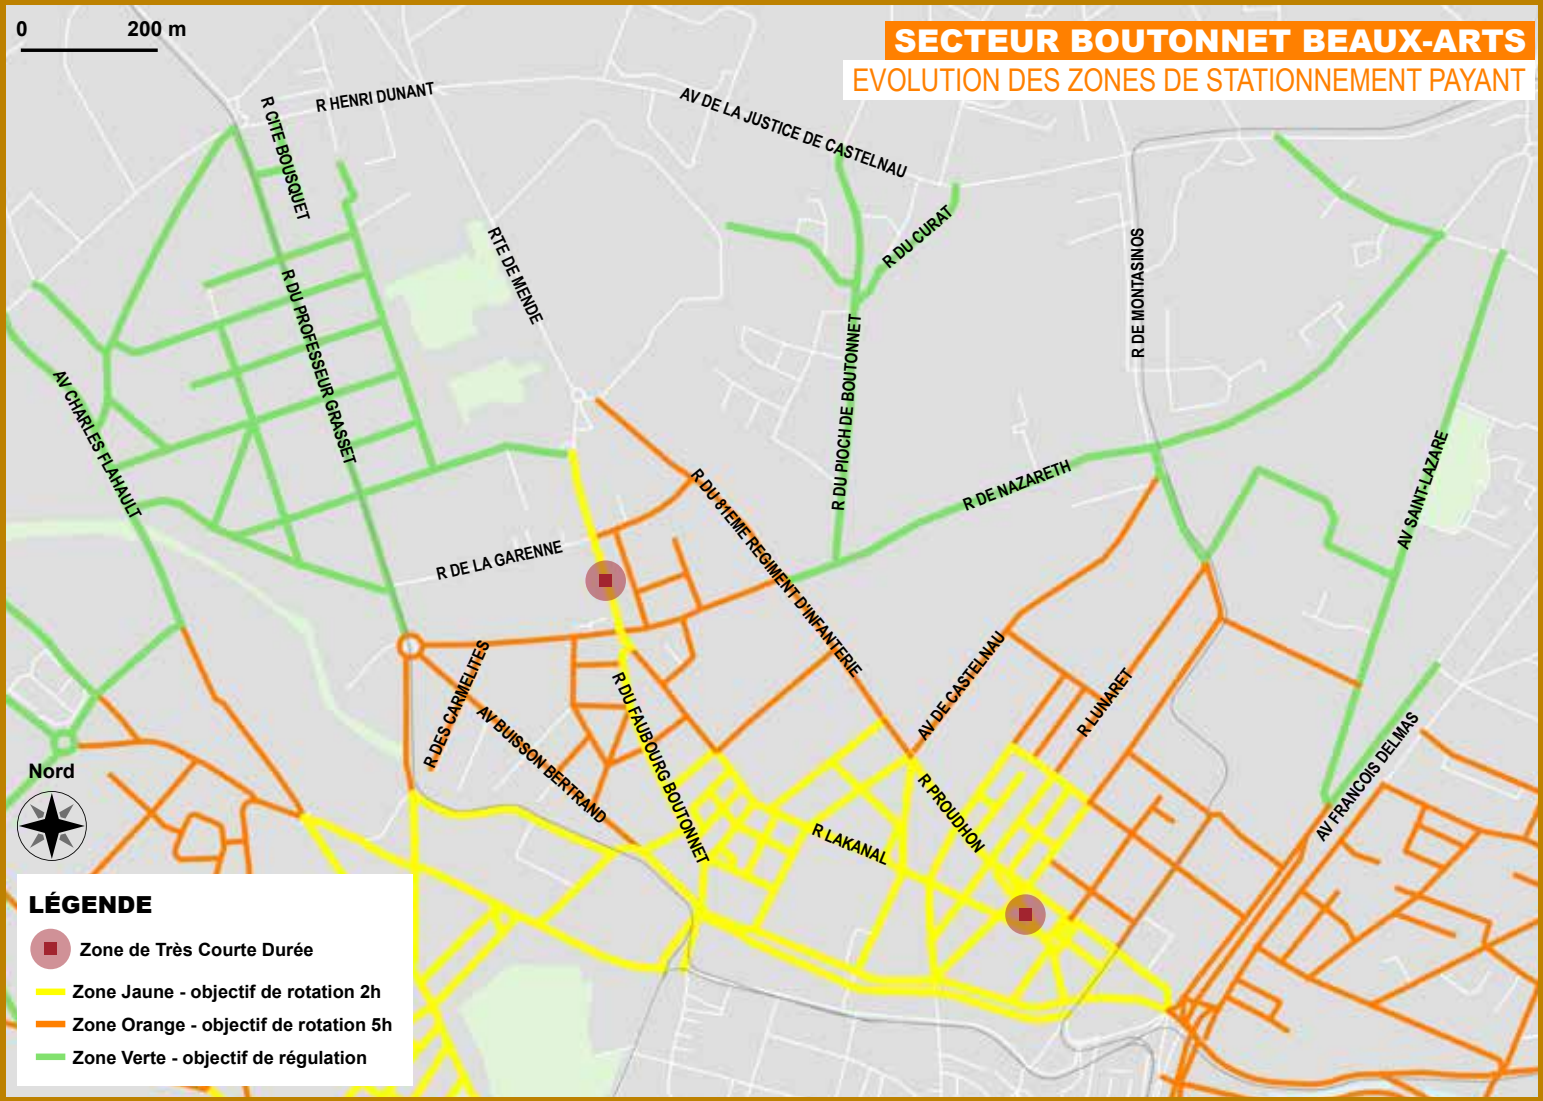 0 200 m
SECTEUR BOUTONNET BEAUX-ARTS
EVOLUTION DES ZONES DE STATIONNEMENT PAYANT
R HENRI DUNANT
R CITE BOUSQUET
AV DE LA JUSTICE DE CASTELNAU
R DU CURAT
RTE DE MENDE
R DE MONTASINOS
R DU PROFESSEUR GRASSET
R DU PIOCH DE BOUTONNET
AV CHARLES FLAHAULT
R DU 81EME REGIMENT D'INFANTERIE
R DE NAZARETH
AV SAINT-LAZARE
R DE LA GARENNE
R DES CARMELITES
AV BUISSON BERTRAND
R DU FAUBOURG BOUTONNET
AV DE CASTELNAU
R LUNARET
AV FRANCOIS DELMAS
R PROUDHON
R LAKANAL
Nord
LÉGENDE
Zone de Très Courte Durée
Zone Jaune - objectif de rotation 2h
Zone Orange - objectif de rotation 5h
Zone Verte - objectif de régulation